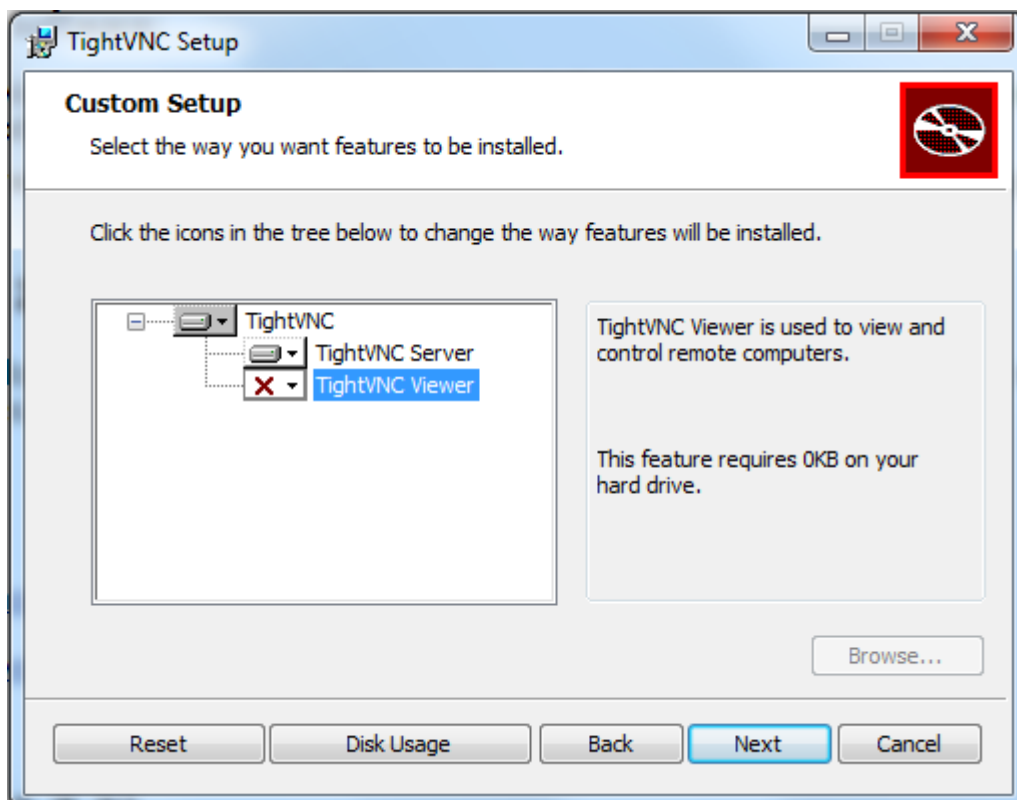 TightVNC Setup
Custom Setup
Select the way you want features to be installed.
Click the icons in the tree below to change the way features will be installed.
TightVNC
TightVNC Server
TightVNC Viewer
TightVNC Viewer is used to view and
control remote computers.
This feature requires 0KB on your
hard drive.
Browse...
Reset
Disk Usage
Back
Next
Cancel